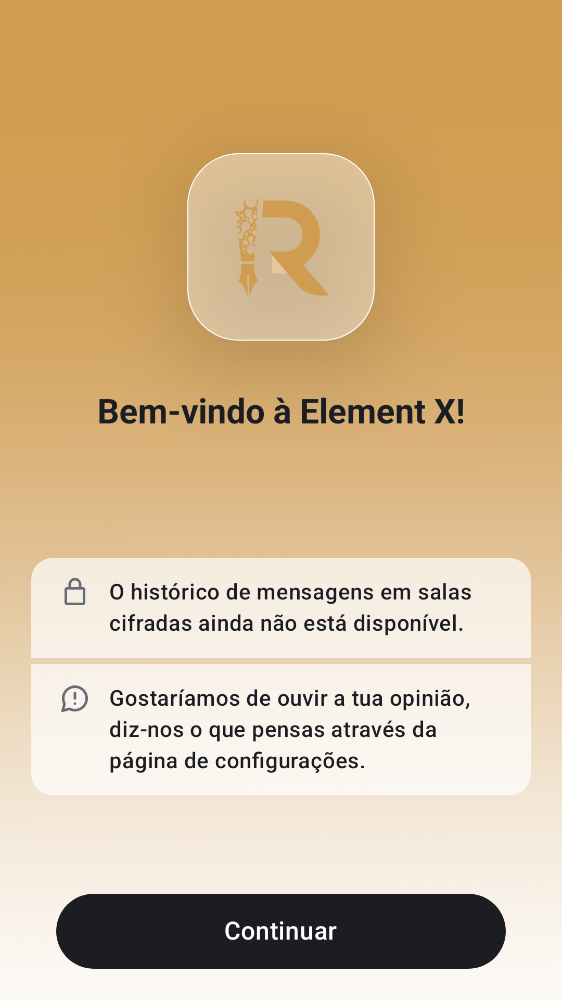 Bem-vindo à Element X!
O histórico de mensagens em salas
cifradas ainda não está disponível.
Gostaríamos de ouvir a tua opinião,
diz-nos o que pensas através da
página de configurações.
Continuar